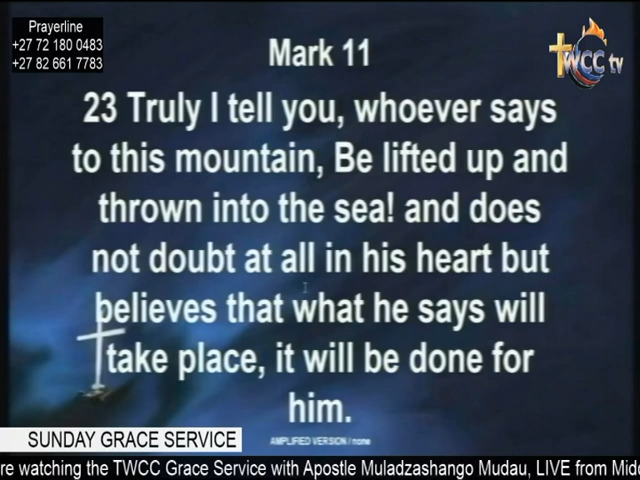 Prayerline
+27 72 180 0483
+27 82 661 7783
TWCC tv
Mark 11
23 Truly I tell you, whoever says
to this mountain, Be lifted up and
thrown into the sea! and does
not doubt at all in his heart but
believes that what he says will
take place, it will be done for
him.
AMPLIFIED VERSION / none
SUNDAY GRACE SERVICE
re watching the TWCC Grace Service with Apostle Muladzashango Mudau, LIVE from Mid